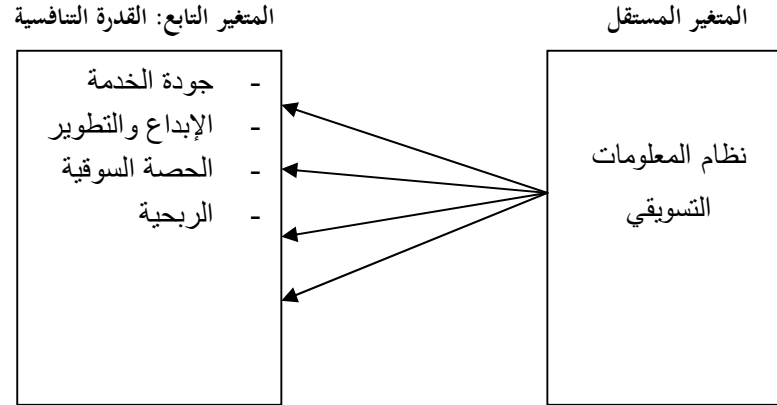 المتغير المستقل
المتغير التابع: القدرة التنافسية
نظام المعلومات
التسويقي
- جودة الخدمة
- الإبداع والتطوير
- الحصة السوقية
- الربحية